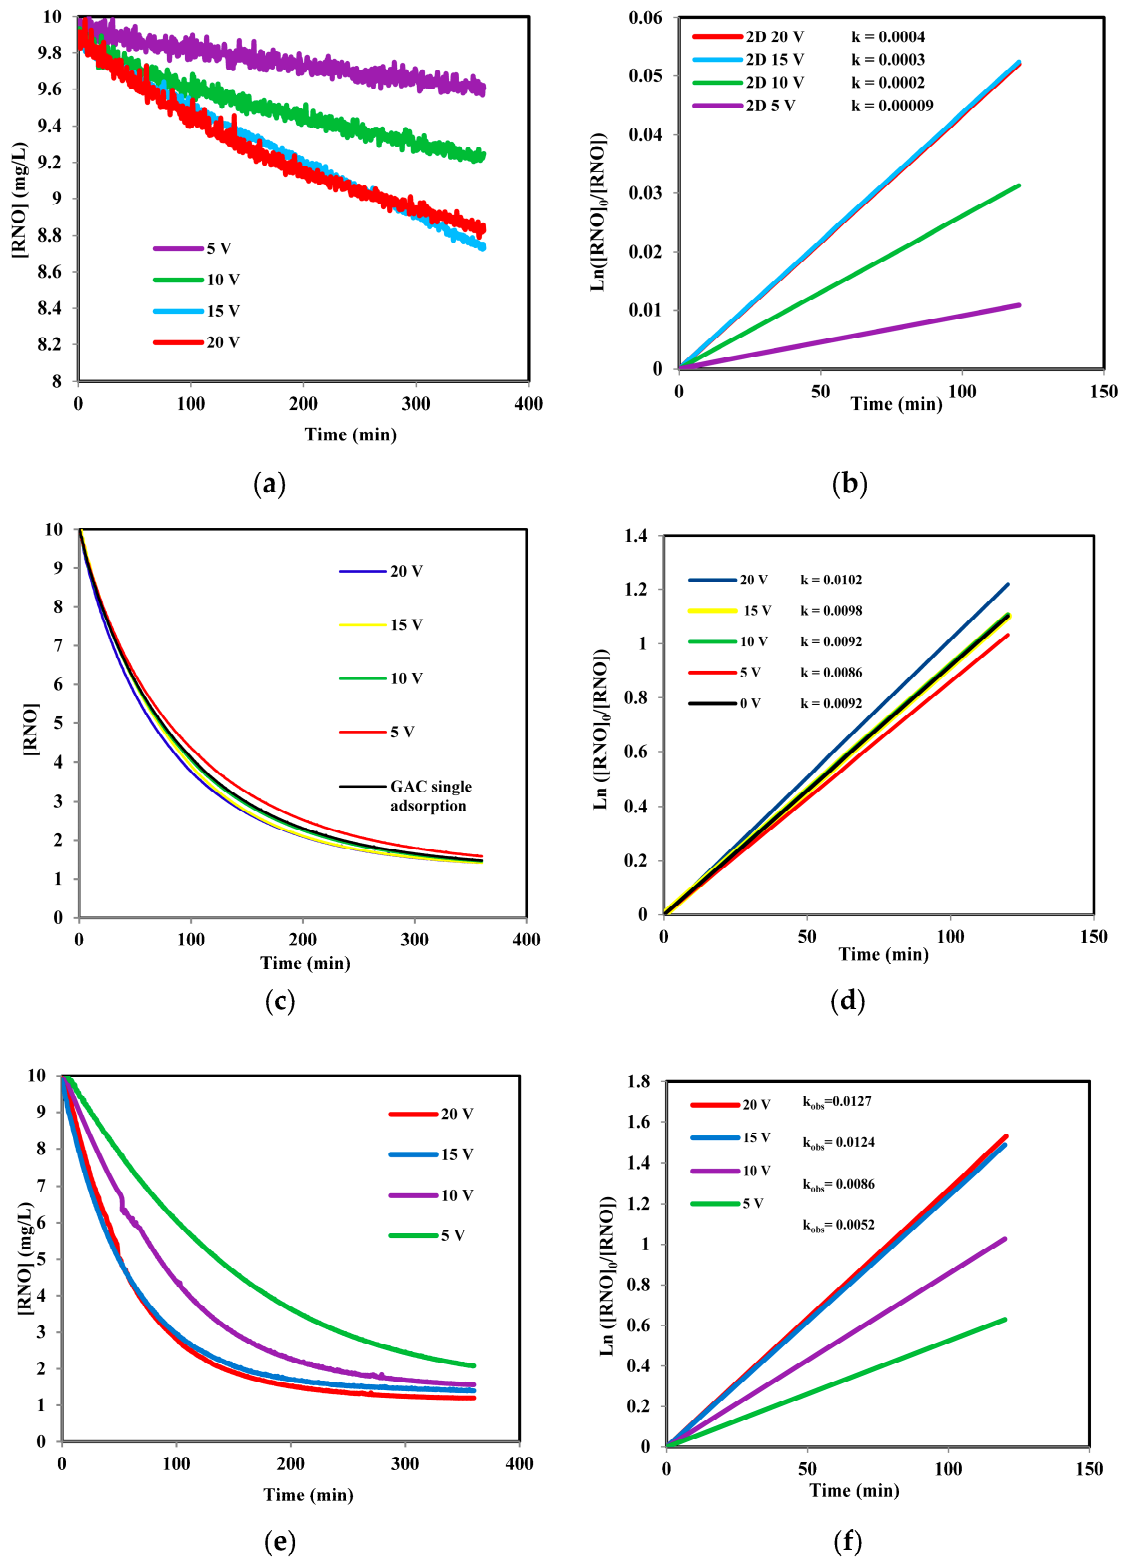 10
9.8
9.6
9.4
9.2
9
8.8
8.6
8.4
8.2
8
[RNO] (mg/L)
5 V
10 V
15 V
20 V
0 100 200 300 400
Time (min)
(a)
0.06
0.05
0.04
0.03
0.02
0.01
0
Ln([RNO]0/[RNO])
2D 20 V k = 0.0004
2D 15 V k = 0.0003
2D 10 V k = 0.0002
2D 5 V k = 0.00009
0 50 100 150
Time (min)
(b)
10
9
8
7
6
5
4
3
2
1
0
[RNO]
20 V
15 V
10 V
5 V
GAC single
adsorption
0 100 200 300 400
Time (min)
(c)
1.4
1.2
1
0.8
0.6
0.4
0.2
0
Ln ([RNO]0/[RNO])
20 V k = 0.0102
15 V k = 0.0098
10 V k = 0.0092
5 V k = 0.0086
0 V k = 0.0092
0 50 100 150
Time (min)
(d)
10
9
8
7
6
5
4
3
2
1
0
[RNO] (mg/L)
20 V
15 V
10 V
5 V
0 100 200 300 400
Time (min)
(e)
1.8
1.6
1.4
1.2
1
0.8
0.6
0.4
0.2
0
Ln ([RNO]0/[RNO])
20 V kobs=0.0127
15 V kobs= 0.0124
10 V kobs= 0.0086
5 V kobs= 0.0052
0 50 100 150
Time (min)
(f)